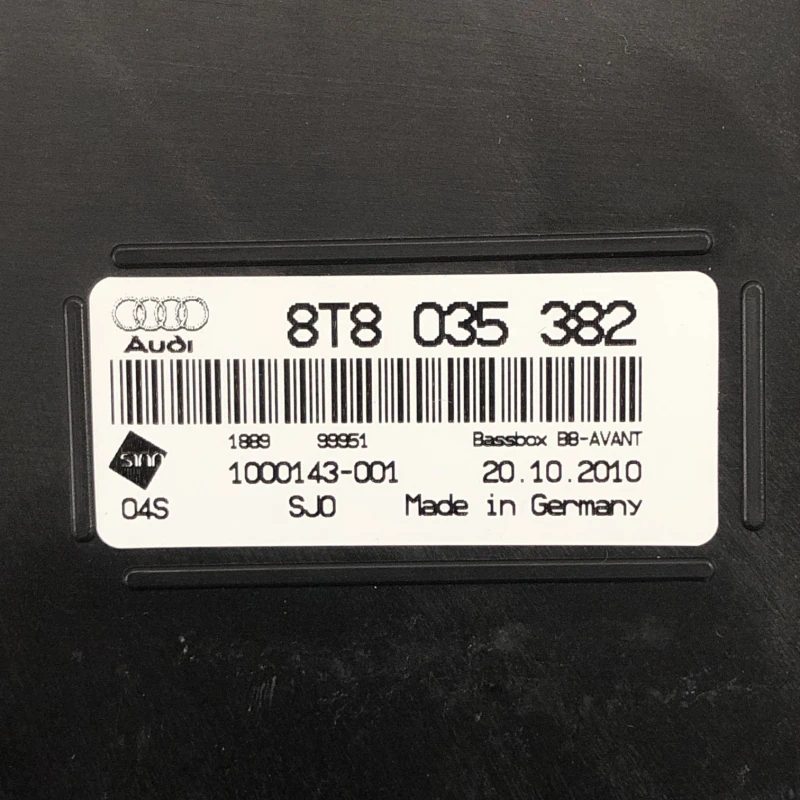 8T8 035 382
Audi
1889 99951 Bassbox B8-AVANT
1000143-001 20.10.2010
04S SJ0 Made in Germany